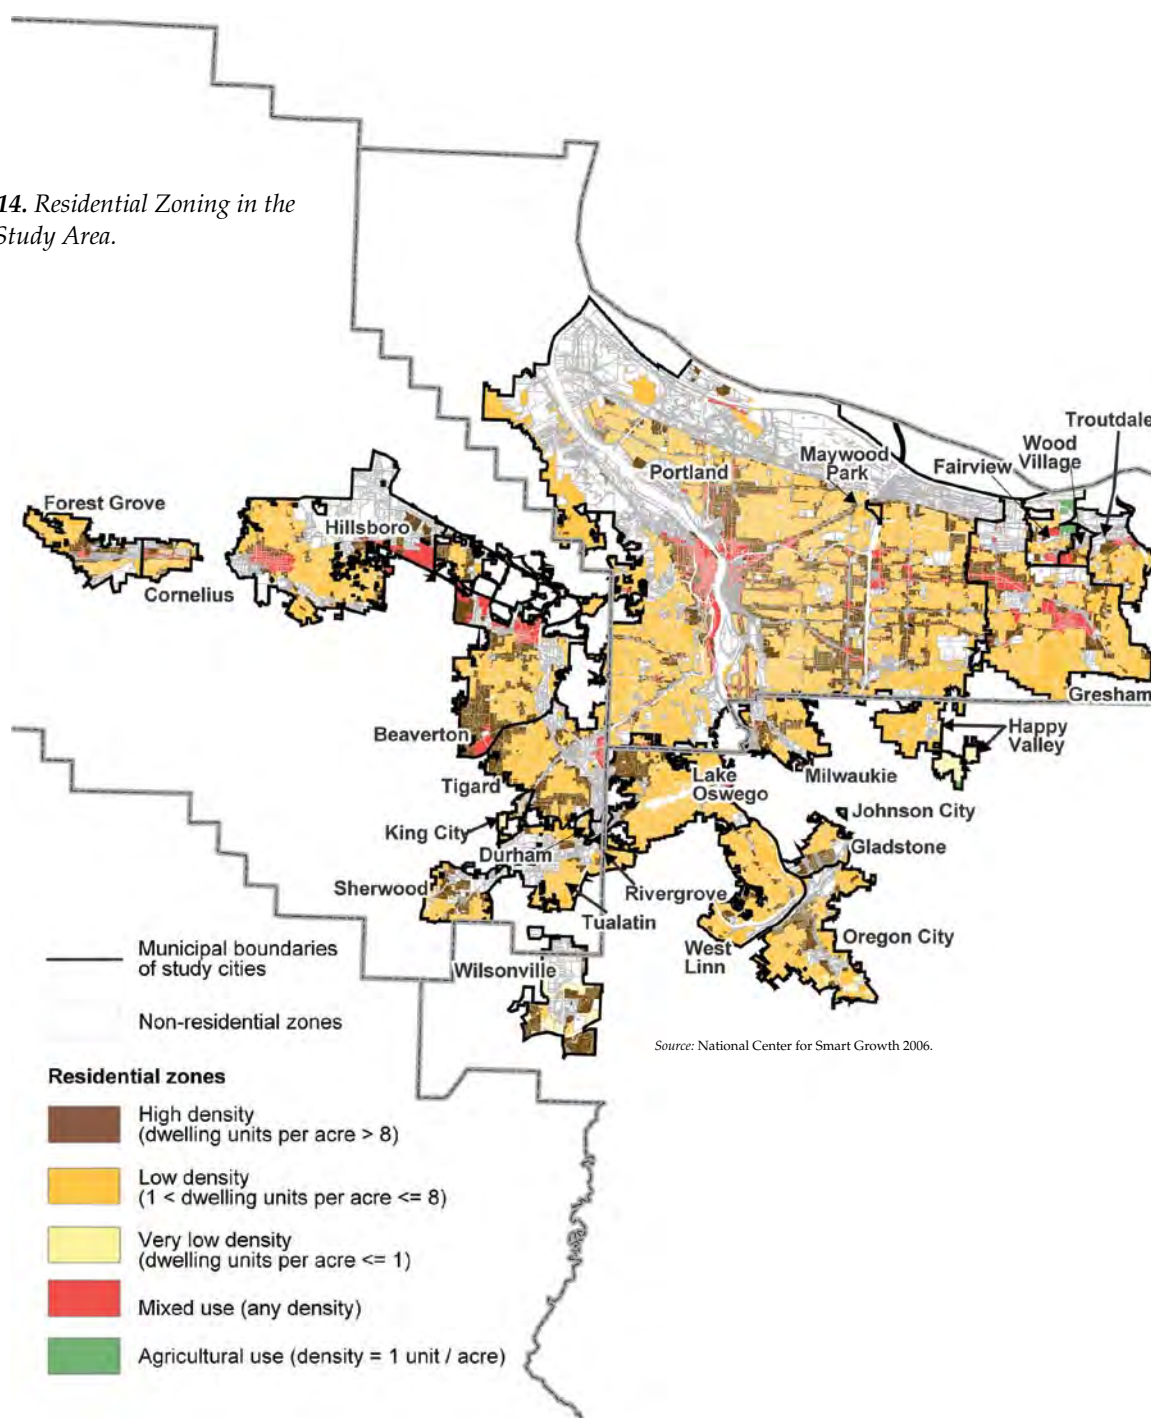 14. Residential Zoning in the
Study Area.
Troutdale
Wood
Village
Fairview
Maywood
Park
Portland
Forest Grove
Hillsboro
Cornelius
Gresham
Happy
Valley
Beaverton
Milwaukie
Lake
Oswego
Tigard
Johnson City
King City
Gladstone
Durham
Sherwood
Rivergrove
Tualatin
Oregon City
West
Linn
Wilsonville
Municipal boundaries
of study cities
Non-residential zones
Source: National Center for Smart Growth 2006.
Residential zones
High density
(dwelling units per acre > 8)
Low density
(1 < dwelling units per acre <= 8)
Very low density
(dwelling units per acre <= 1)
Mixed use (any density)
Agricultural use (density = 1 unit / acre)